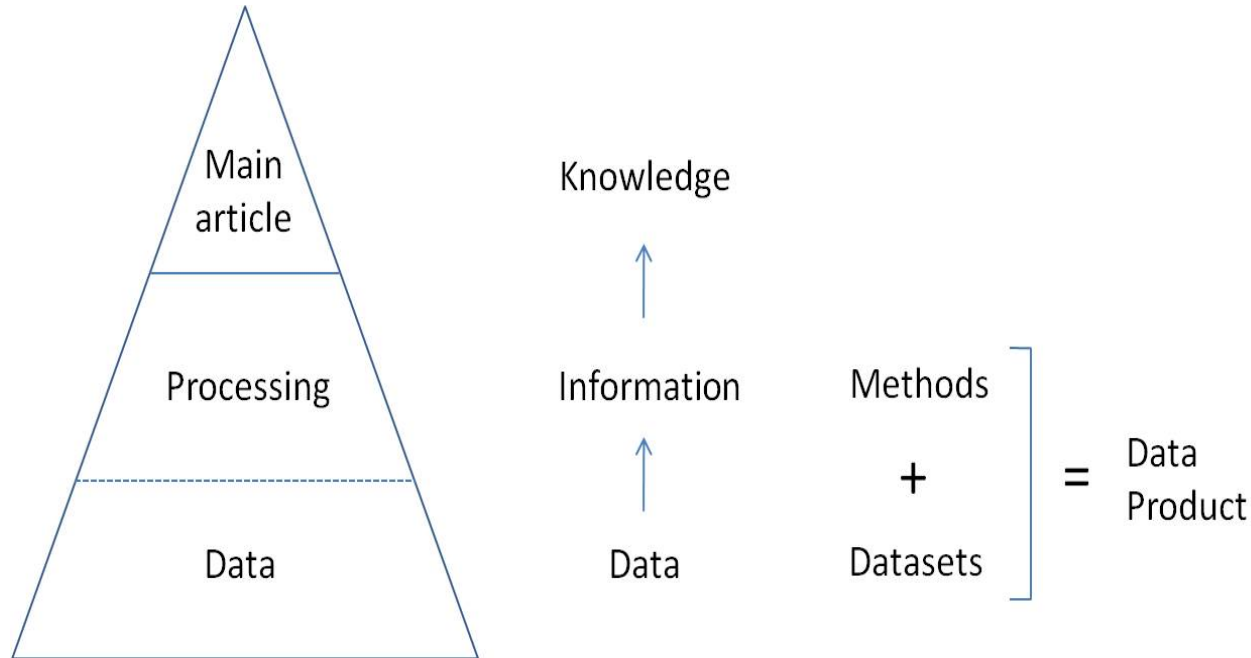 Main
article
Knowledge
Processing
Information
Methods
+
=
Data
Product
Data
Data
Datasets